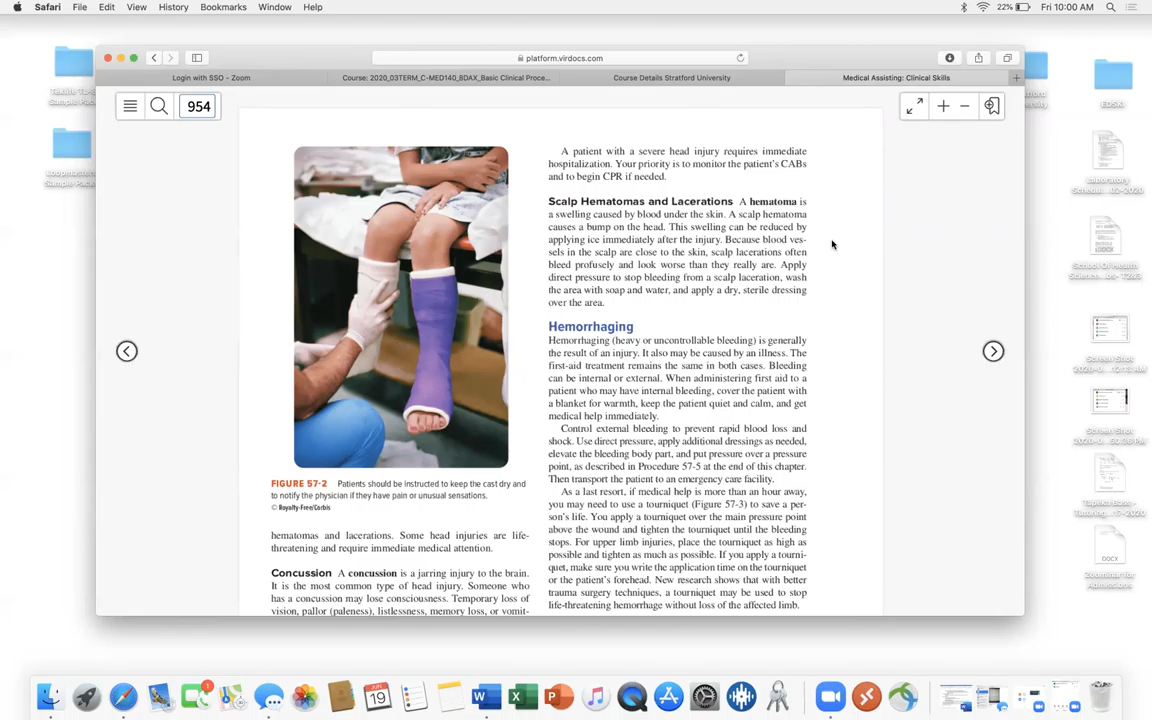 Safari File Edit View History Bookmarks Window Help
22% Fri 10:00 AM
platform.virdocs.com
Login with SSO - Zoom
Course: 2020_03TERM_C-MED140_8DAX_Basic Clinical Proce...
Course Details Stratford University
Medical Assisting: Clinical Skills
954
FIGURE 57-2 Patients should be instructed to keep the cast dry and
to notify the physician if they have pain or unusual sensations.
© Royalty-Free/Corbis
hematomas and lacerations. Some head injuries are life-
threatening and require immediate medical attention.
Concussion A concussion is a jarring injury to the brain.
It is the most common type of head injury. Someone who
has a concussion may lose consciousness. Temporary loss of
vision, pallor (paleness), listlessness, memory loss, or vomit-
A patient with a severe head injury requires immediate
hospitalization. Your priority is to monitor the patient's CABs
and to begin CPR if needed.
Scalp Hematomas and Lacerations A hematoma is
a swelling caused by blood under the skin. A scalp hematoma
causes a bump on the head. This swelling can be reduced by
applying ice immediately after the injury. Because blood ves-
sels in the scalp are close to the skin, scalp lacerations often
bleed profusely and look worse than they really are. Apply
direct pressure to stop bleeding from a scalp laceration, wash
the area with soap and water, and apply a dry, sterile dressing
over the area.
Hemorrhaging
Hemorrhaging (heavy or uncontrollable bleeding) is generally
the result of an injury. It also may be caused by an illness. The
first-aid treatment remains the same in both cases. Bleeding
can be internal or external. When administering first aid to a
patient who may have internal bleeding, cover the patient with
a blanket for warmth, keep the patient quiet and calm, and get
medical help immediately.
Control external bleeding to prevent rapid blood loss and
shock. Use direct pressure, apply additional dressings as needed,
elevate the bleeding body part, and put pressure over a pressure
point, as described in Procedure 57-5 at the end of this chapter.
Then transport the patient to an emergency care facility.
As a last resort, if medical help is more than an hour away,
you may need to use a tourniquet (Figure 57-3) to save a per-
son's life. You apply a tourniquet over the main pressure point
above the wound and tighten the tourniquet until the bleeding
stops. For upper limb injuries, place the tourniquet as high as
possible and tighten as much as possible. If you apply a tourni-
quet, make sure you write the application time on the tourniquet
or the patient's forehead. New research shows that with better
trauma surgery techniques, a tourniquet may be used to stop
life-threatening hemorrhage without loss of the affected limb.
Sample Pack
Sample Pack
EDSKI
Laboratory
DOCX
School Of Health
Screen Shot
Screen Shot
DOCX
Admissions
JUN
19
1